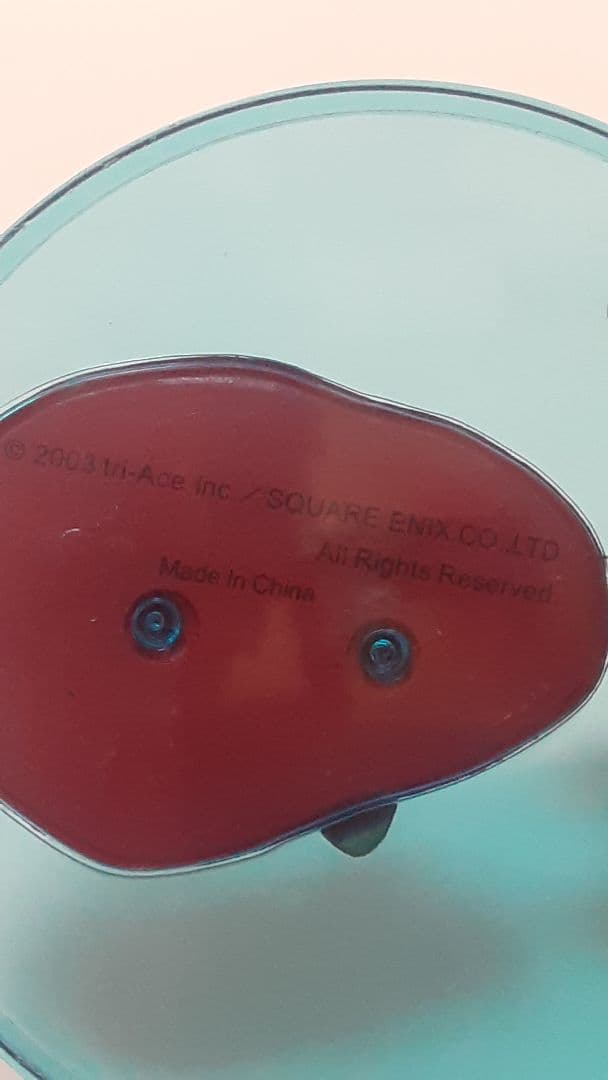 © 2003 tri-Ace Inc. / SQUARE ENIX CO.,LTD
All Rights Reserved.
Made In China